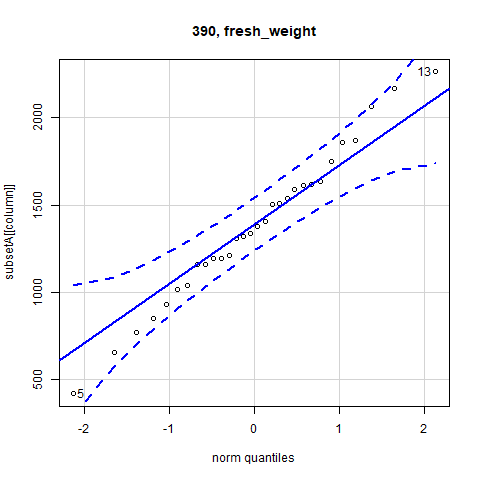 390, fresh_weight
2000
1500
1000
500
subsetA[[column]]
13
5
-2 -1 0 1 2
norm quantiles